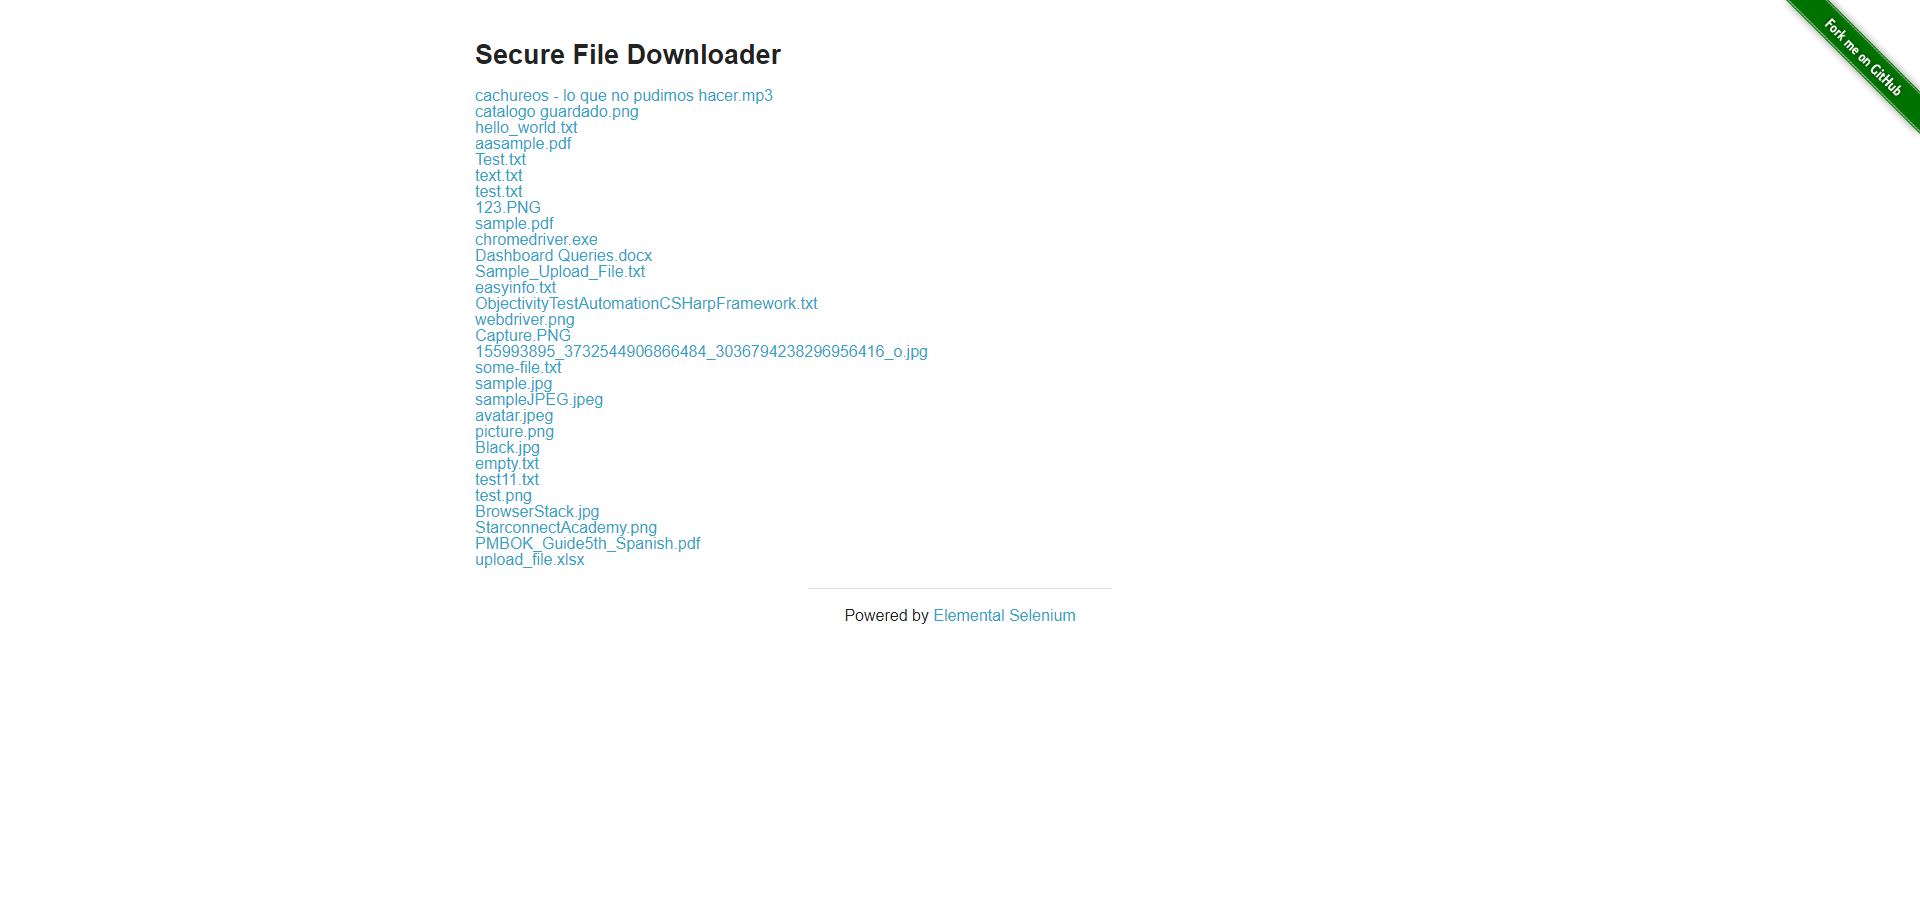 Secure File Downloader
Fork me on GitHub
cachureos - lo que no pudimos hacer.mp3
catalogo guardado.png
hello_world.txt
aasample.pdf
Test.txt
text.txt
test.txt
123.PNG
sample.pdf
chromedriver.exe
Dashboard Queries.docx
Sample_Upload_File.txt
easyinfo.txt
ObjectivityTestAutomationCSHarpFramework.txt
webdriver.png
Capture.PNG
155993895_3732544906866484_3036794238296956416_o.jpg
some-file.txt
sample.jpg
sampleJPEG.jpeg
avatar.jpeg
picture.png
Black.jpg
empty.txt
test11.txt
test.png
BrowserStack.jpg
StarconnectAcademy.png
PMBOK_Guide5th_Spanish.pdf
upload_file.xlsx
Powered by Elemental Selenium